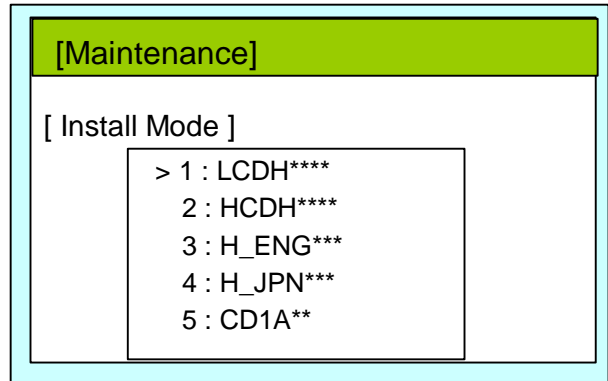 [Maintenance]
[ Install Mode ]
> 1 : LCDH****
2 : HCDH****
3 : H_ENG***
4 : H_JPN***
5 : CD1A**